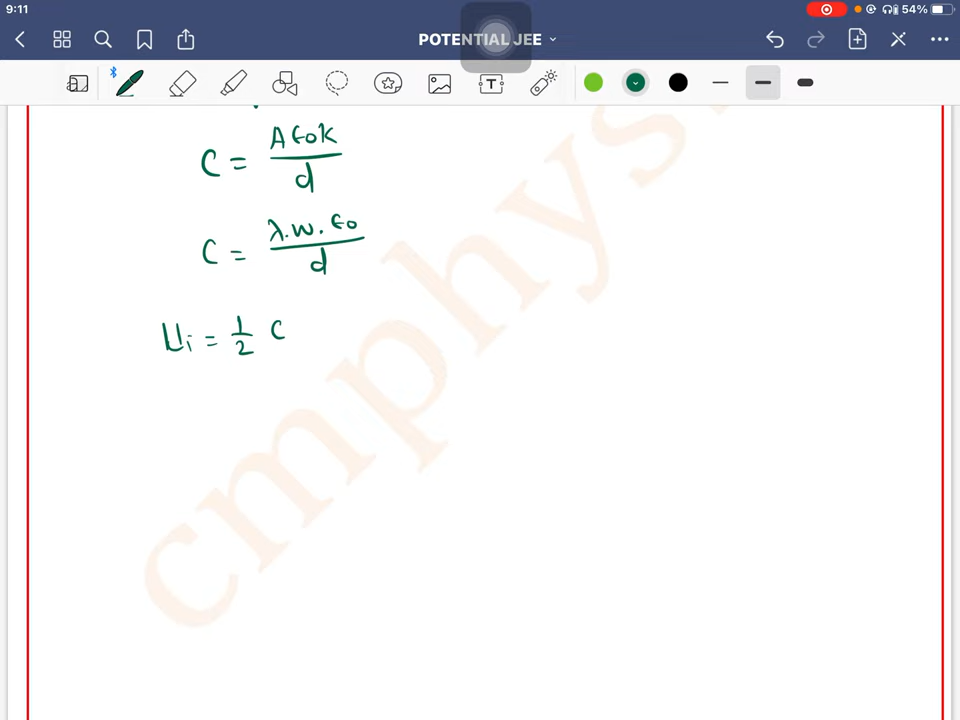 9:11
54%
POTENTIAL JEE
C = Aε0k/d
C = λ.w.ε0/d
Ui = 1/2 C
cmphys